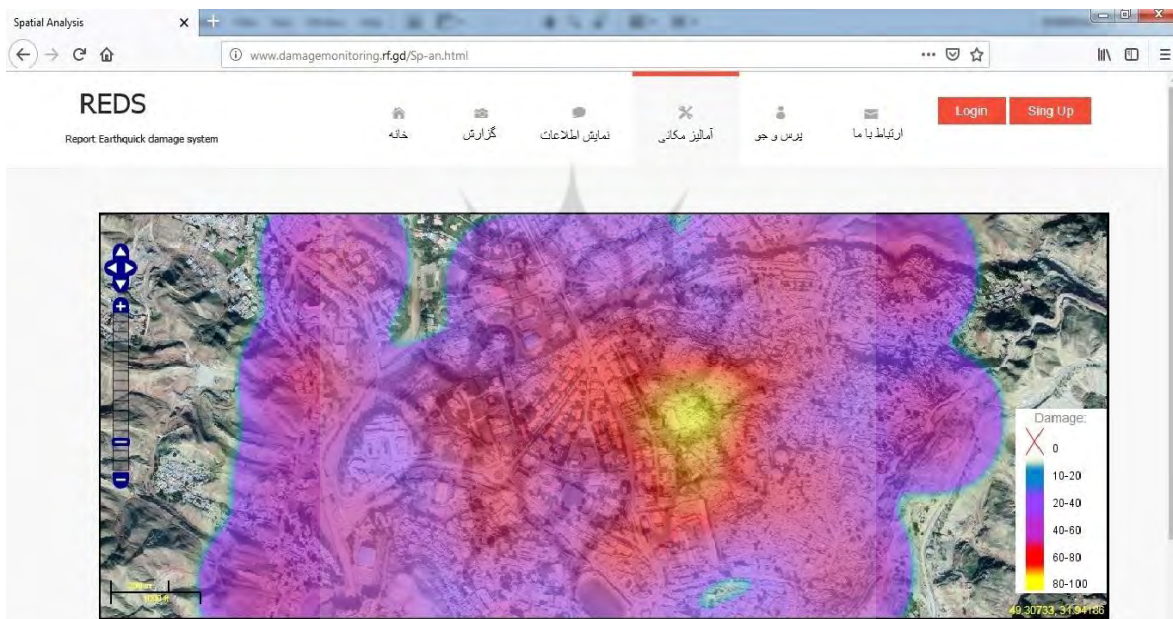 Spatial Analysis
www.damagemonitoring.rf.gd/Sp-an.html
REDS
Report Earthquick damage system
خانه
گزارش
نمایش اطلاعات
آنالیز مکانی
پرس و جو
ارتباط با ما
Login
Sing Up
Damage:
0
10-20
20-40
40-60
60-80
80-100
1000 ft
49.30733, 31.94186